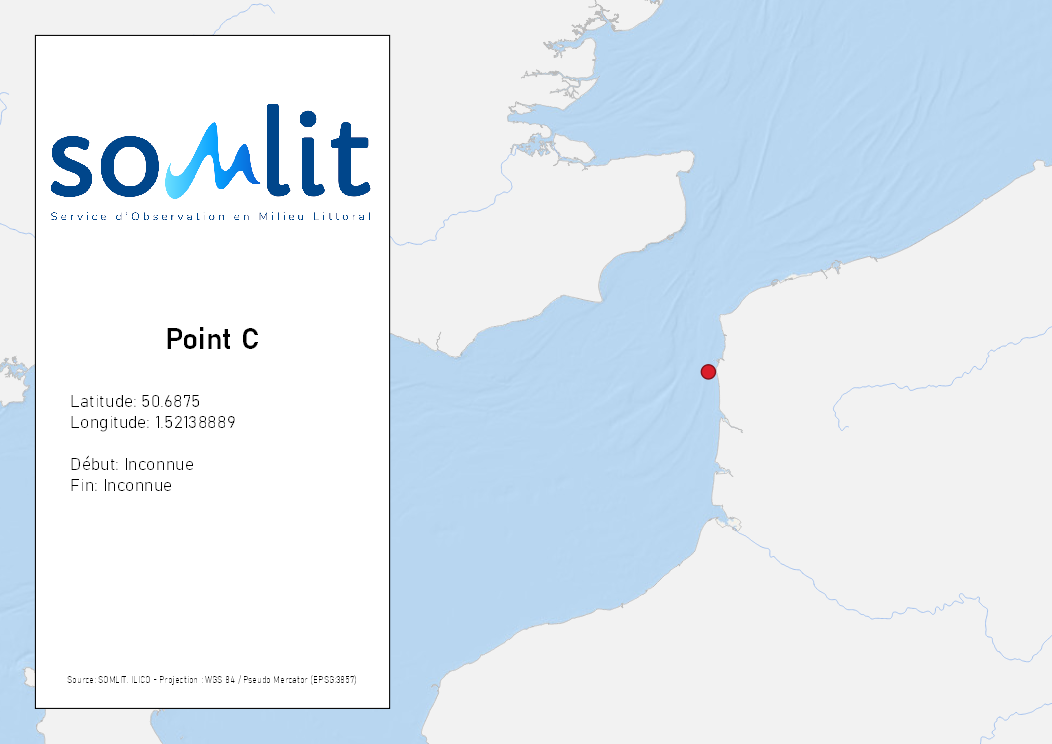 somlit
Service d'Observation en Milieu Littoral
Point C
Latitude: 50.6875
Longitude: 1.52138889
Début: Inconnue
Fin: Inconnue
Source: SOMLIT, ILICO - Projection : WGS 84 / Pseudo Mercator (EPSG:3857)